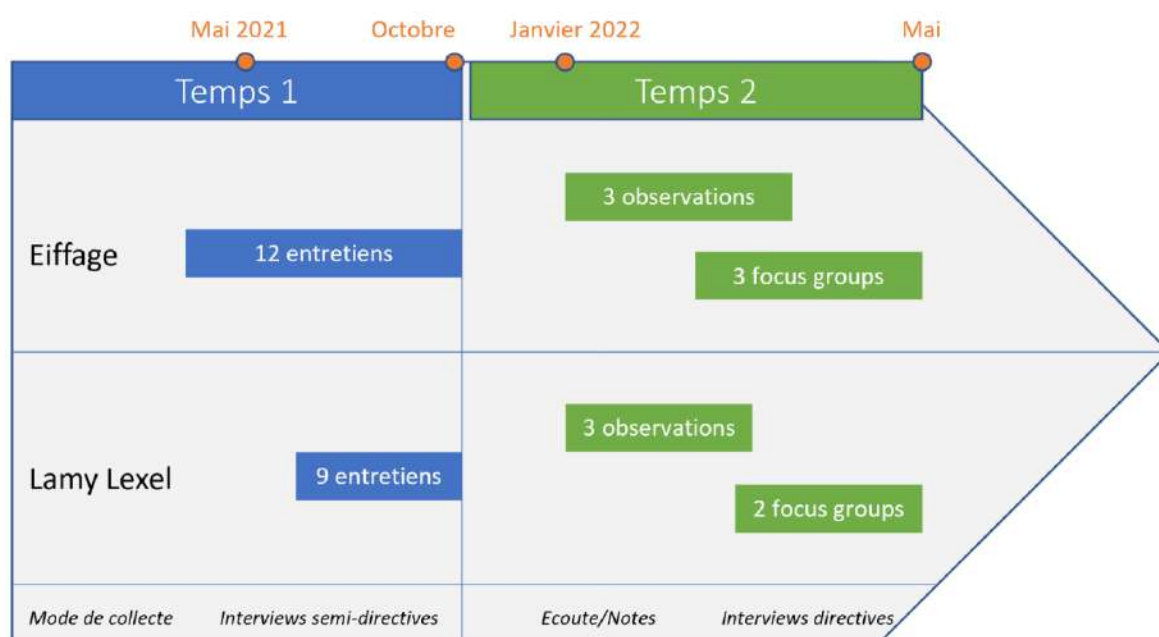 Mai 2021 Octobre Janvier 2022 Mai
Temps 1 Temps 2
3 observations
Eiffage 12 entretiens
3 focus groups
3 observations
Lamy Lexel 9 entretiens
2 focus groups
Mode de collecte Interviews semi-directives Ecoute/Notes Interviews directives